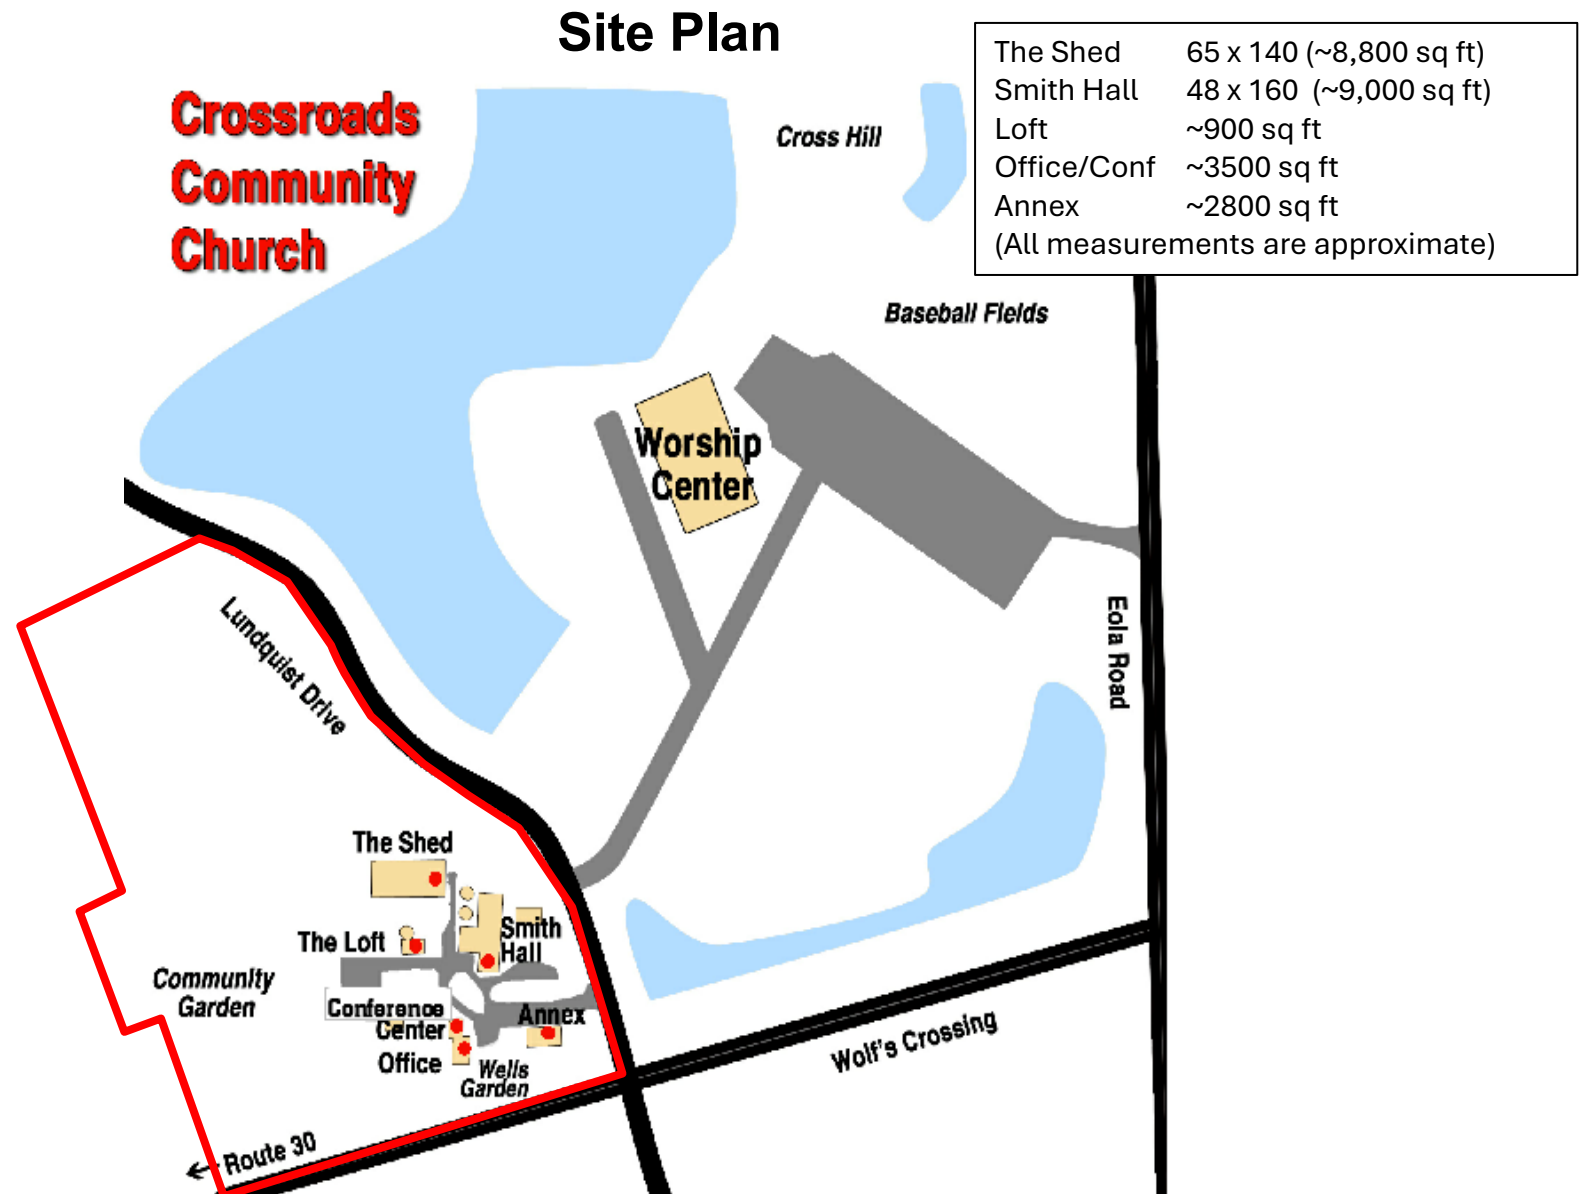 Site Plan
Crossroads
Community
Church
The Shed 65 x 140 (~8,800 sq ft)
Smith Hall 48 x 160 (~9,000 sq ft)
Loft ~900 sq ft
Office/Conf ~3500 sq ft
Annex ~2800 sq ft
(All measurements are approximate)
Cross Hill
Baseball Fields
Worship
Center
Lundquist Drive
Eola Road
The Shed
Smith
Hall
The Loft
Community
Garden
Conference
Center
Office
Annex
Wells
Garden
Wolf's Crossing
← Route 30